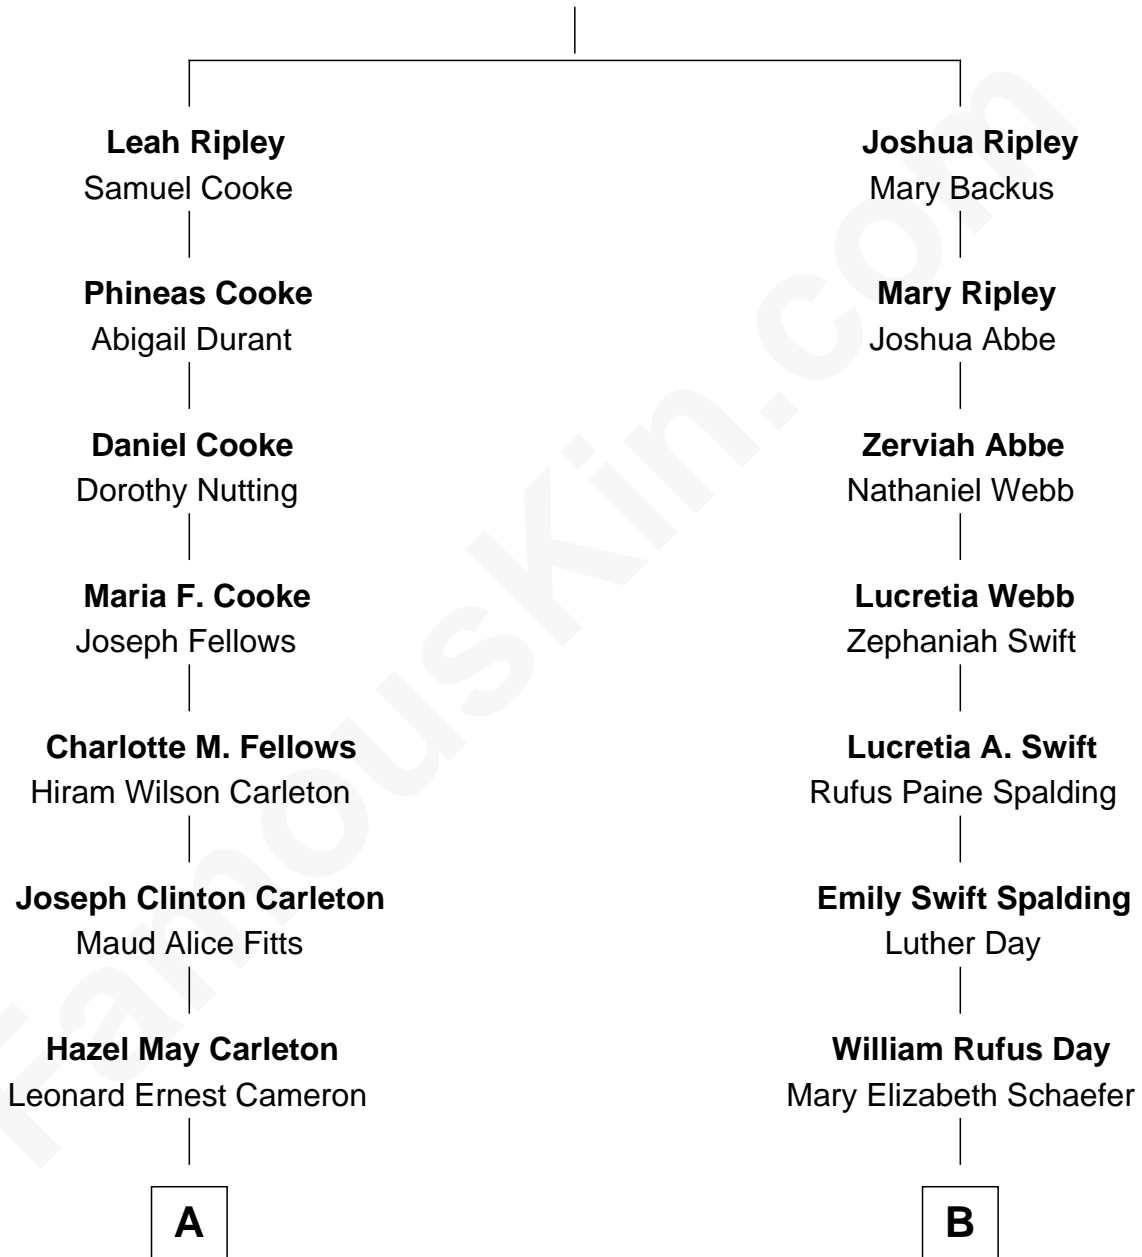 Leah Ripley
Samuel Cooke
Phineas Cooke
Abigail Durant
Daniel Cooke
Dorothy Nutting
Maria F. Cooke
Joseph Fellows
Charlotte M. Fellows
Hiram Wilson Carleton
Joseph Clinton Carleton
Maud Alice Fitts
Hazel May Carleton
Leonard Ernest Cameron
A
Joshua Ripley
Mary Backus
Mary Ripley
Joshua Abbe
Zerviah Abbe
Nathaniel Webb
Lucretia Webb
Zephaniah Swift
Lucretia A. Swift
Rufus Paine Spalding
Emily Swift Spalding
Luther Day
William Rufus Day
Mary Elizabeth Schaefer
B
FamousKin.com